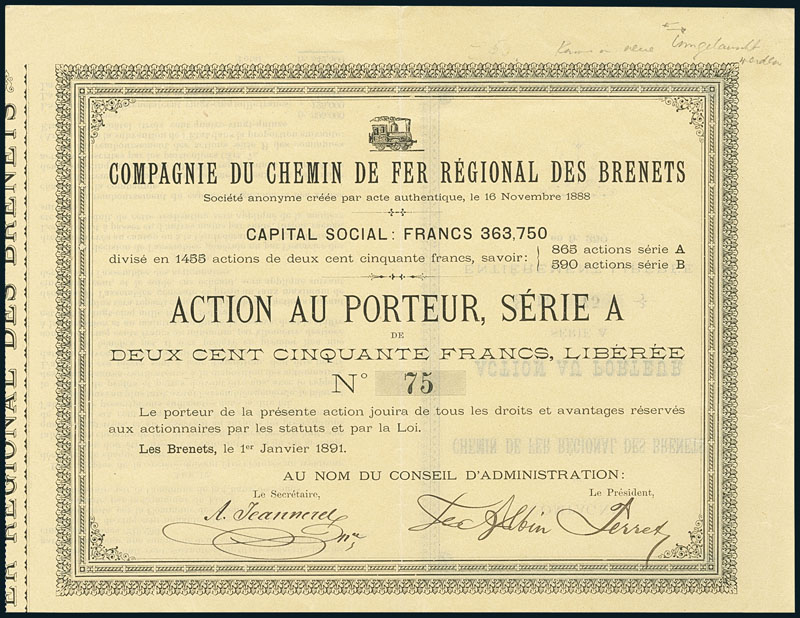 COMPAGNIE DU CHEMIN DE FER RÉGIONAL DES BRENETS
Société anonyme créée par acte authentique, le 16 Novembre 1888
CAPITAL SOCIAL: FRANCS 363,750
divisé en 1455 actions de deux cent cinquante francs, savoir: 865 actions série A
590 actions série B
ACTION AU PORTEUR, SÉRIE A
DE
DEUX CENT CINQUANTE FRANCS, LIBÉRÉE
N° 75
Le porteur de la présente action jouira de tous les droits et avantages réservés
aux actionnaires par les statuts et par la Loi.
Les Brenets, le 1er Janvier 1891.
AU NOM DU CONSEIL D'ADMINISTRATION:
Le Secrétaire, Le Président,
A. Jeanneret Albin Perret
RÉGIONAL DES BRENETS